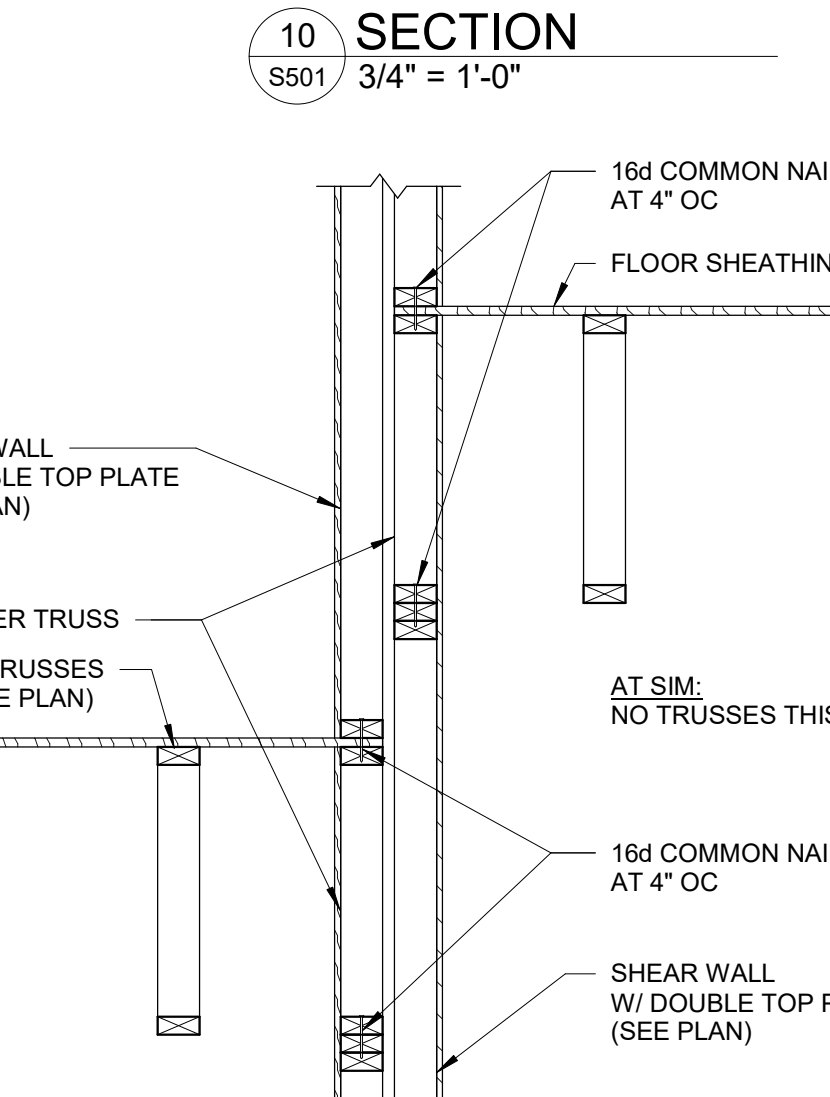 10
SECTION
S501
3/4" = 1'-0"
16d COMMON NAI
AT 4" OC
FLOOR SHEATHIN
WALL
BLE TOP PLATE
AN)
ER TRUSS
RUSSES
E PLAN)
AT SIM:
NO TRUSSES THIS
16d COMMON NAI
AT 4" OC
SHEAR WALL
W/ DOUBLE TOP P
(SEE PLAN)